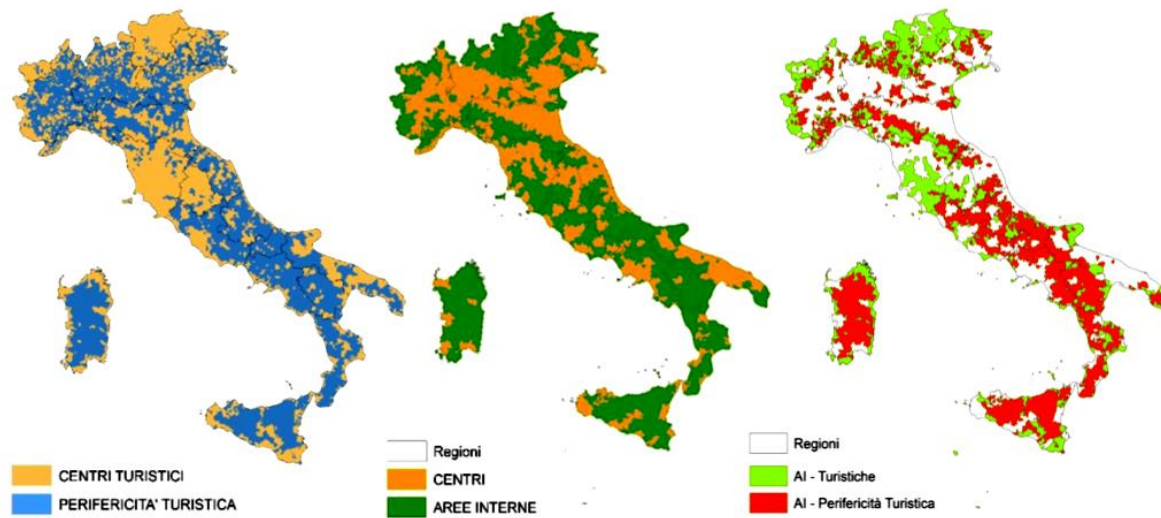 CENTRI TURISTICI
PERIFERICITA' TURISTICA
Regioni
CENTRI
AREE INTERNE
Regioni
AI - Turistiche
AI - Perifericità Turistica